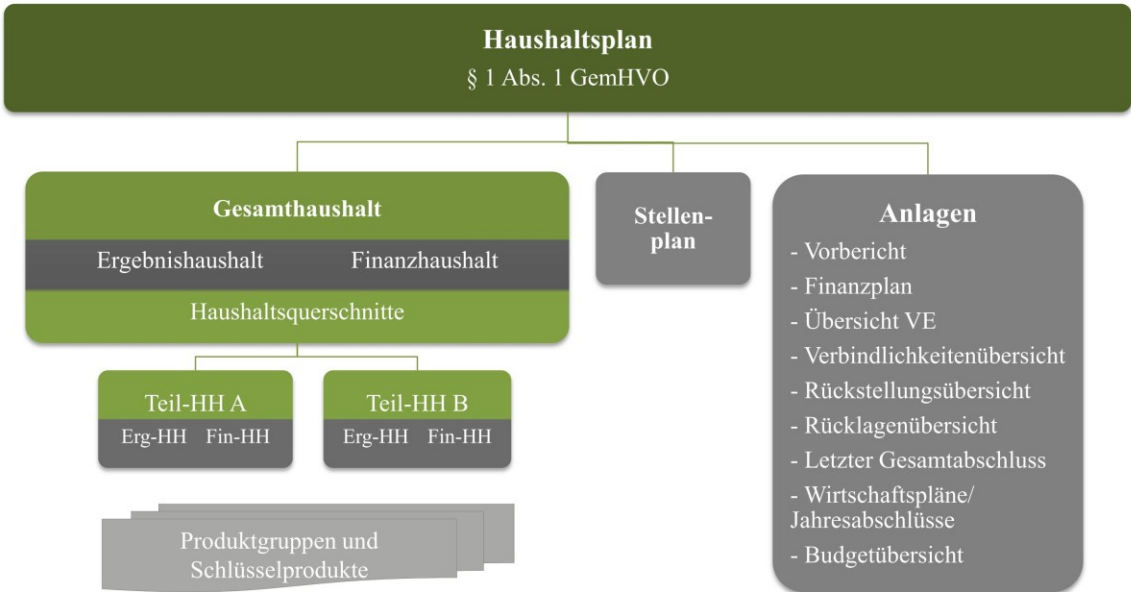 Haushaltsplan
§ 1 Abs. 1 GemHVO
Gesamthaushalt
Ergebnishaushalt Finanzhaushalt
Haushaltsquerschnitte
Teil-HH A
Erg-HH Fin-HH
Teil-HH B
Erg-HH Fin-HH
Produktgruppen und
Schlüsselprodukte
Stellen-
plan
Anlagen
- Vorbericht
- Finanzplan
- Übersicht VE
- Verbindlichkeitenübersicht
- Rückstellungsübersicht
- Rücklagenübersicht
- Letzter Gesamtabschluss
- Wirtschaftspläne/
Jahresabschlüsse
- Budgetübersicht